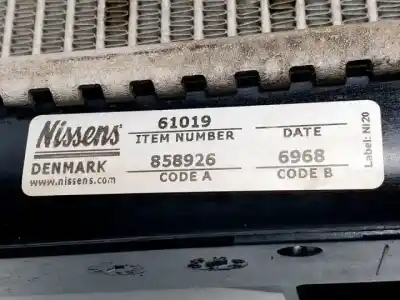 Nissens
DENMARK
www.nissens.com
61019
ITEM NUMBER
858926
CODE A
DATE
6968
CODE B
Label: NI20